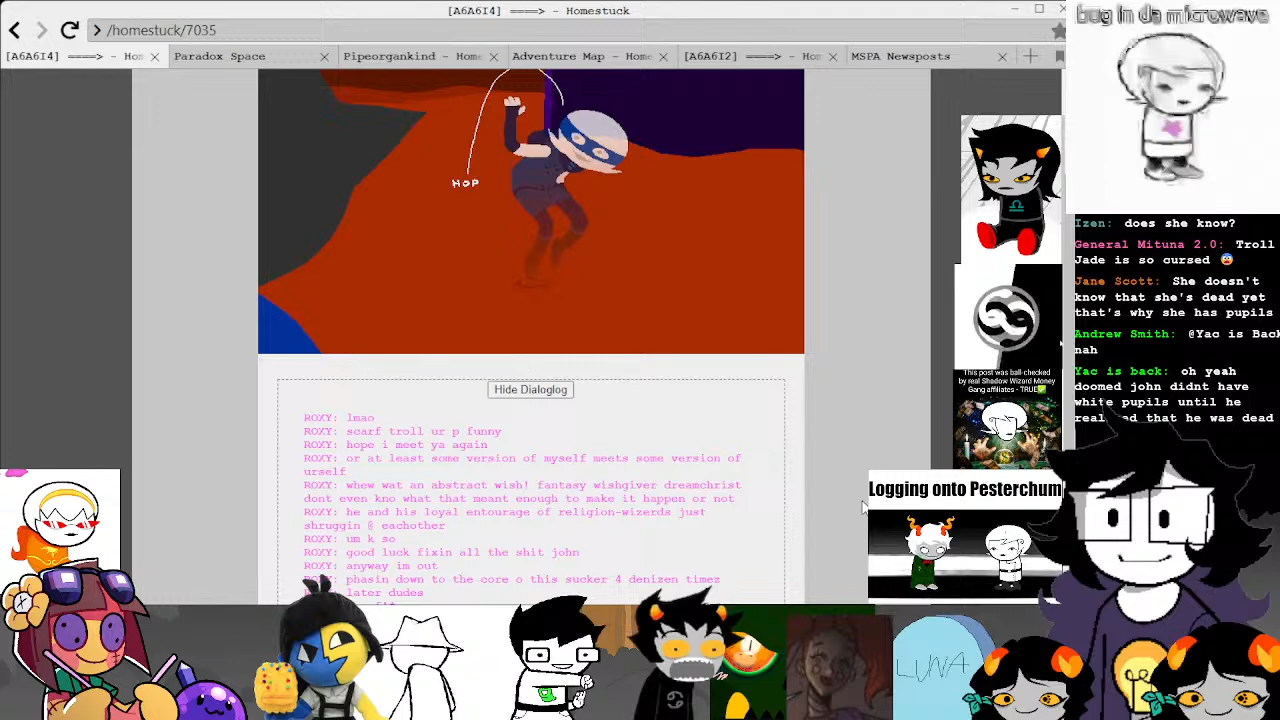 [A6A6I4] ====> - Homestuck
bug in da microwave
/homestuck/7035
[A6A6I4] ====> - Hom
Paradox Space
Pipeorgankind - Home
Adventure Map - Home
[A6A6I2] ====> - Hom
MSPA Newsposts
HOP
Hide Dialoglog
ROXY: lmao
ROXY: scarf troll ur p funny
ROXY: hope i meet ya again
ROXY: or at least some version of myself meets some version of
urself
ROXY: whew wat an abstract wish! fantasy wishgiver dreamchrist
dont even kno what that meant enough to make it happen or not
ROXY: he and his loyal entourage of religion-wizerds just
shruggin @ eachother
ROXY: um k so
ROXY: good luck fixin all the shit john
ROXY: anyway im out
ROXY: phasin down to the core o this sucker 4 denizen timez
later dudes
Izen: does she know?
General Mituna 2.0: Troll
Jade is so cursed 😨
Jane Scott: She doesn't
know that she's dead yet
that's why she has pupils
Andrew Smith: @Yac is Back
nah
Yac is back: oh yeah
doomed john didnt have
white pupils until he
realized that he was dead
This post was ball-checked
by real Shadow Wizard Money
Gang affiliates - TRUE✅
Logging onto Pesterchum
LUNA